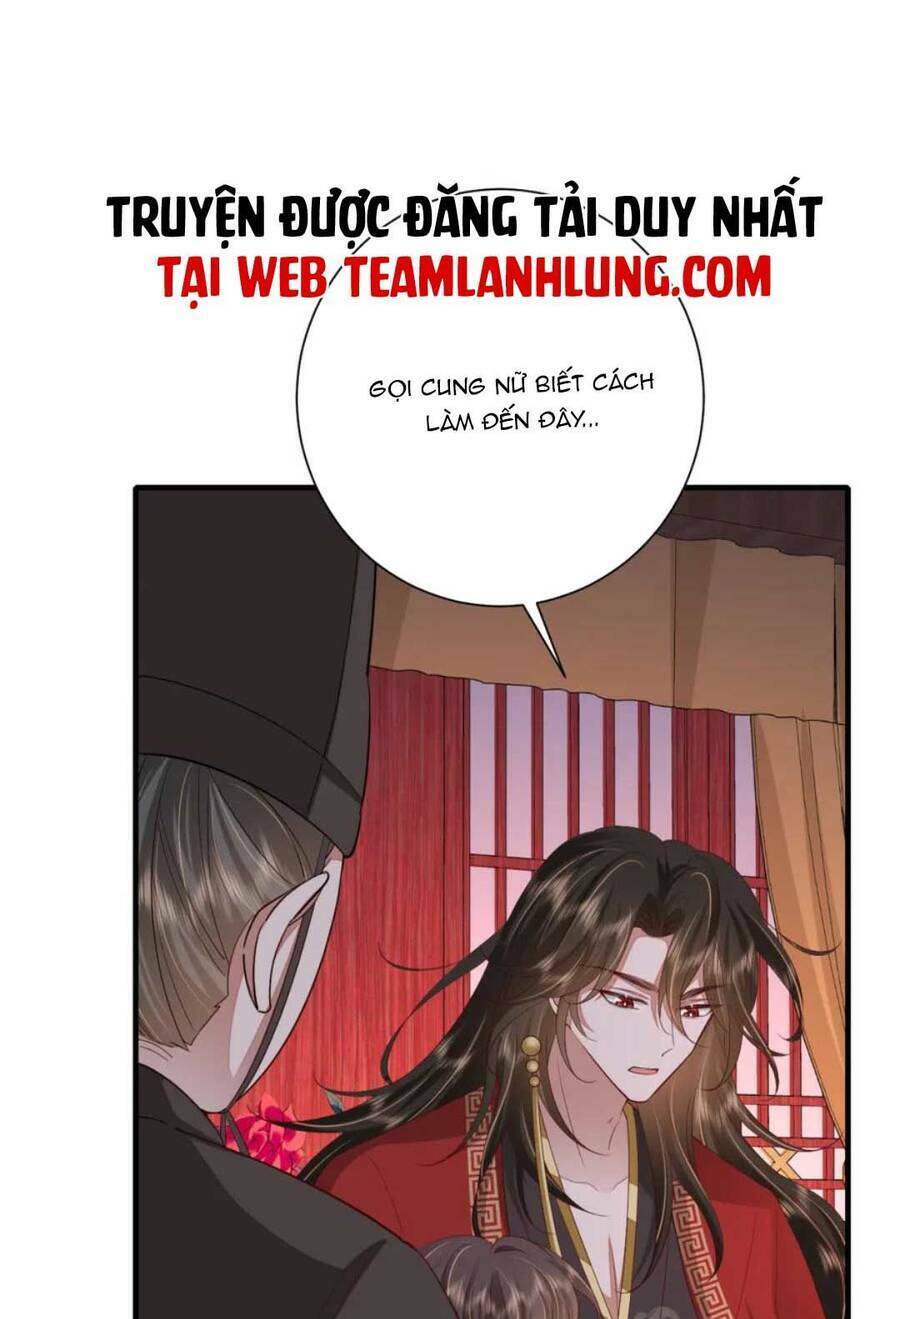 TRUYỆN ĐƯỢC ĐĂNG TẢI DUY NHẤT
TẠI WEB TEAMLANHLUNG.COM
GỌI CUNG NỮ BIẾT CÁCH
LÀM ĐẾN ĐÂY...